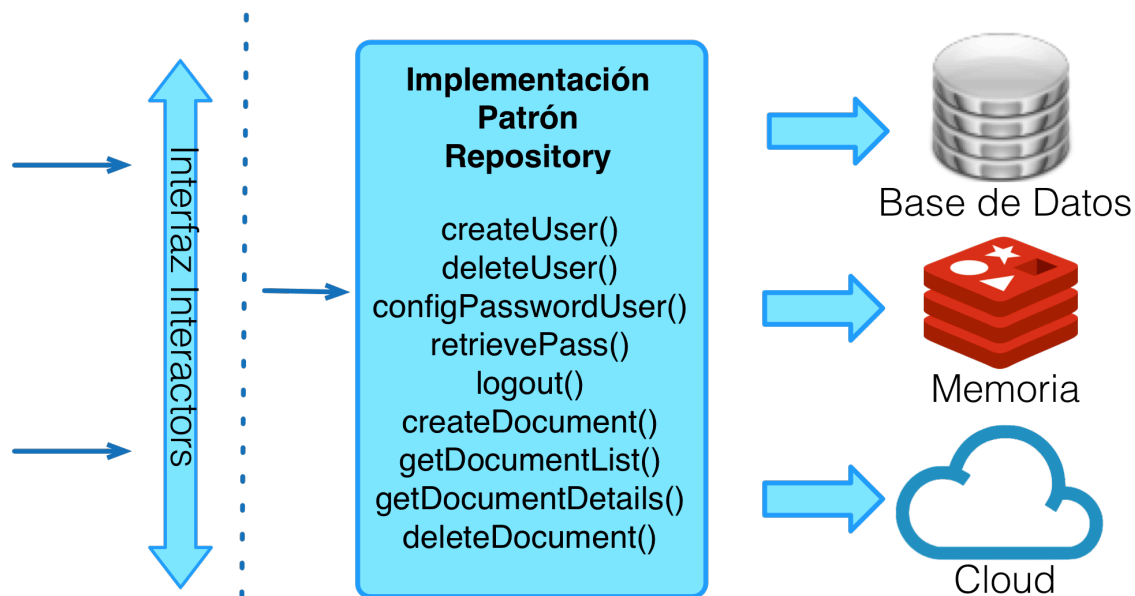 Interfaz Interactors
Implementación
Patrón
Repository
createUser()
deleteUser()
configPasswordUser()
retrievePass()
logout()
createDocument()
getDocumentList()
getDocumentDetails()
deleteDocument()
Base de Datos
Memoria
Cloud